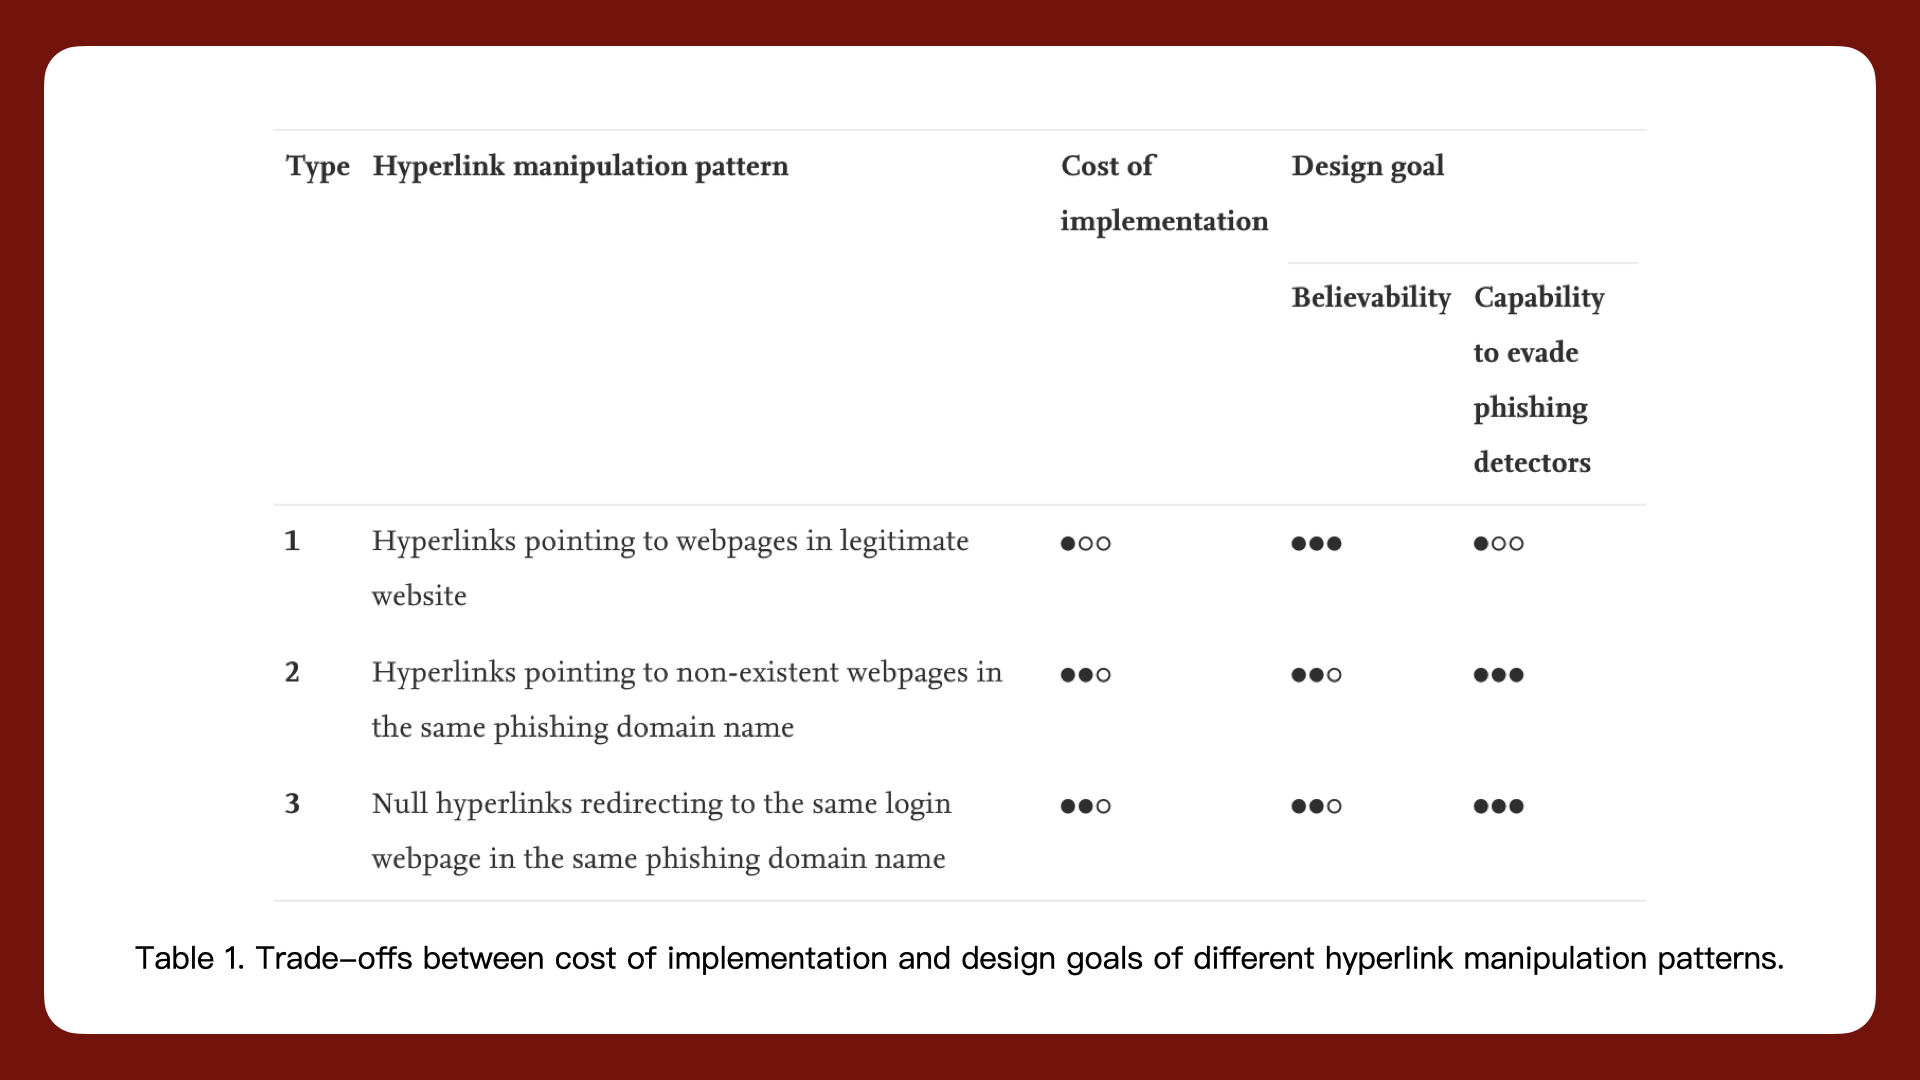 Type Hyperlink manipulation pattern Cost of Design goal
implementation
Believability Capability
to evade
phishing
detectors
1 Hyperlinks pointing to webpages in legitimate ●○○ ●●● ●○○
website
2 Hyperlinks pointing to non-existent webpages in ●●○ ●●○ ●●●
the same phishing domain name
3 Null hyperlinks redirecting to the same login ●●○ ●●○ ●●●
webpage in the same phishing domain name
Table 1. Trade-offs between cost of implementation and design goals of different hyperlink manipulation patterns.